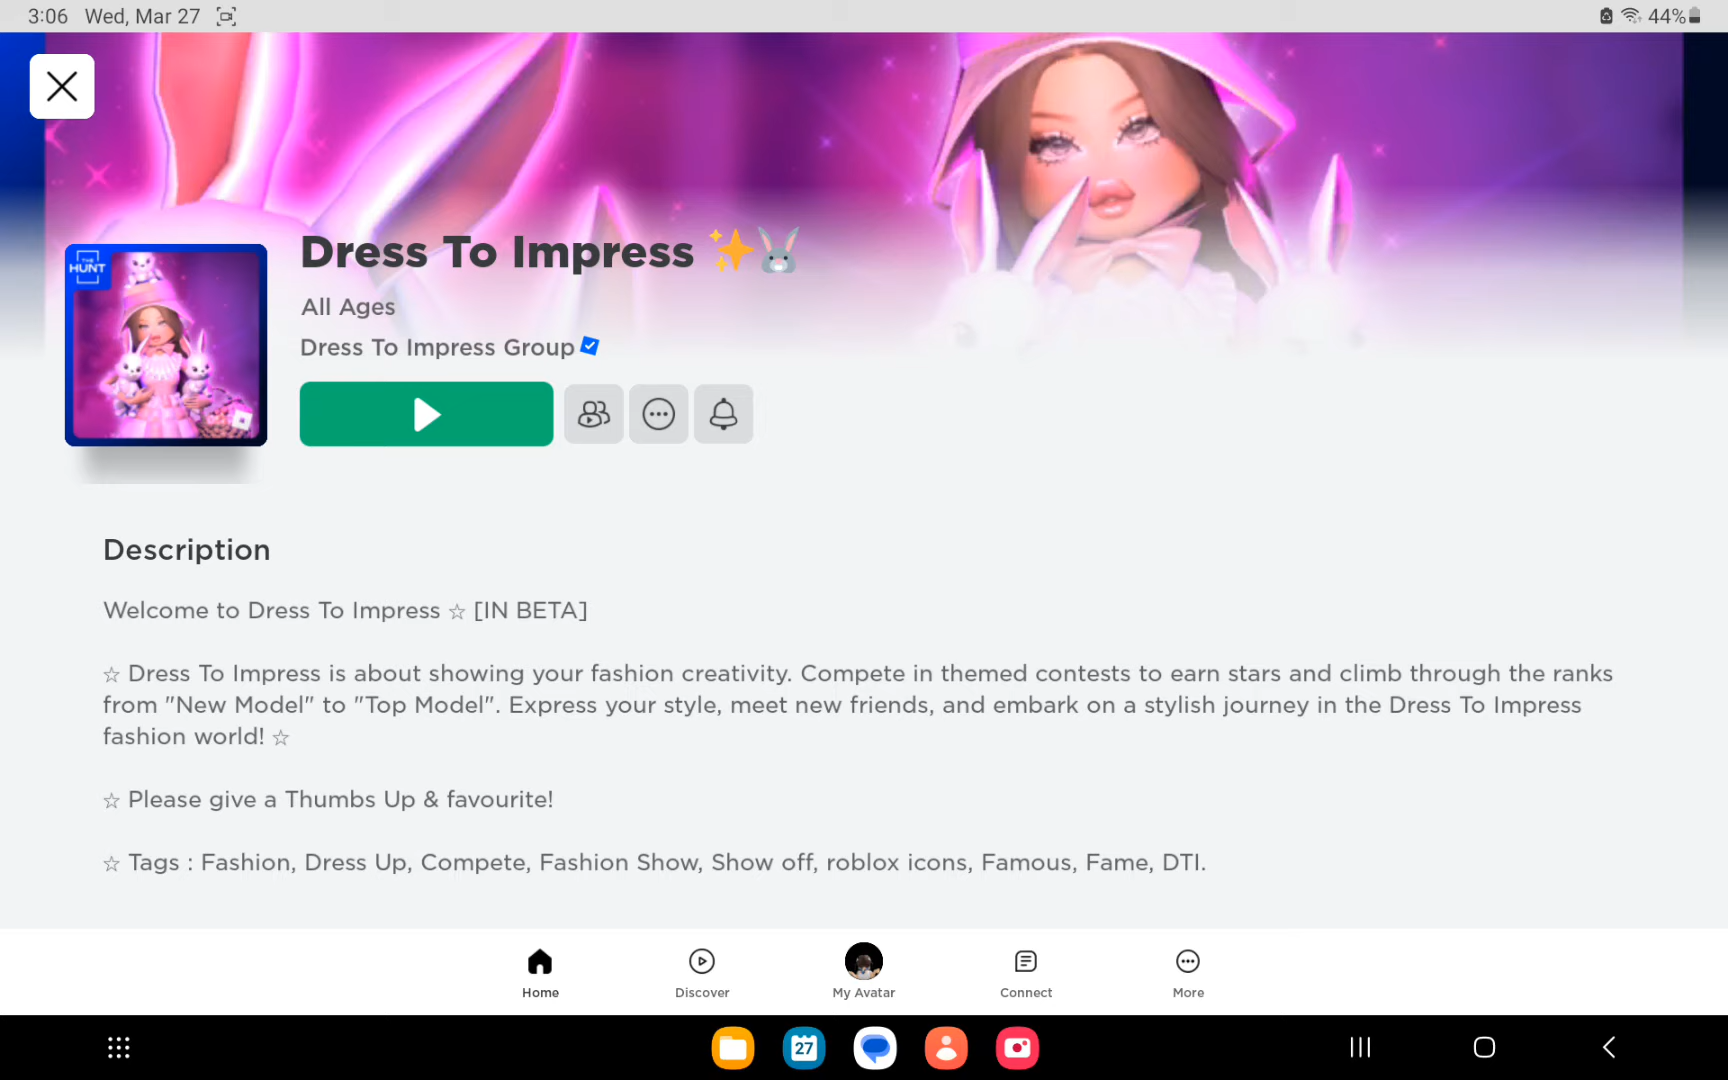 3:06 Wed, Mar 27 44%
THE
HUNT
Dress To Impress ✨🐰
All Ages
Dress To Impress Group
Description
Welcome to Dress To Impress ☆ [IN BETA]
☆ Dress To Impress is about showing your fashion creativity. Compete in themed contests to earn stars and climb through the ranks
from "New Model" to "Top Model". Express your style, meet new friends, and embark on a stylish journey in the Dress To Impress
fashion world! ☆
☆ Please give a Thumbs Up & favourite!
☆ Tags : Fashion, Dress Up, Compete, Fashion Show, Show off, roblox icons, Famous, Fame, DTI.
Home Discover My Avatar Connect More
27